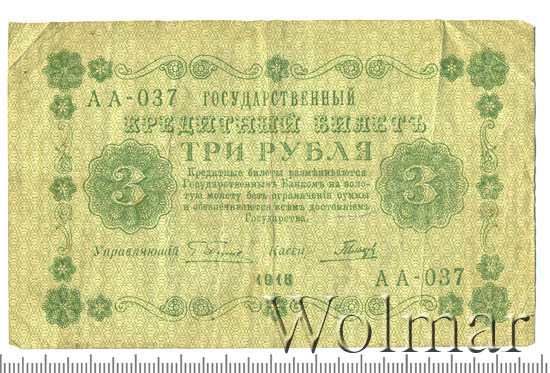 АА-037 ГОСУДАРСТВЕННЫЙ
КРЕДИТНЫЙ БИЛЕТЪ
ТРИ РУБЛЯ
3 3
Кредитные билеты размѣниваются
Государственнымъ Банкомъ на золо-
тую монету безъ ограниченія суммы
и обезпечиваются всѣмъ достояніемъ
Государства.
Управляющій Кассиръ
1918
АА-037
Wolmar